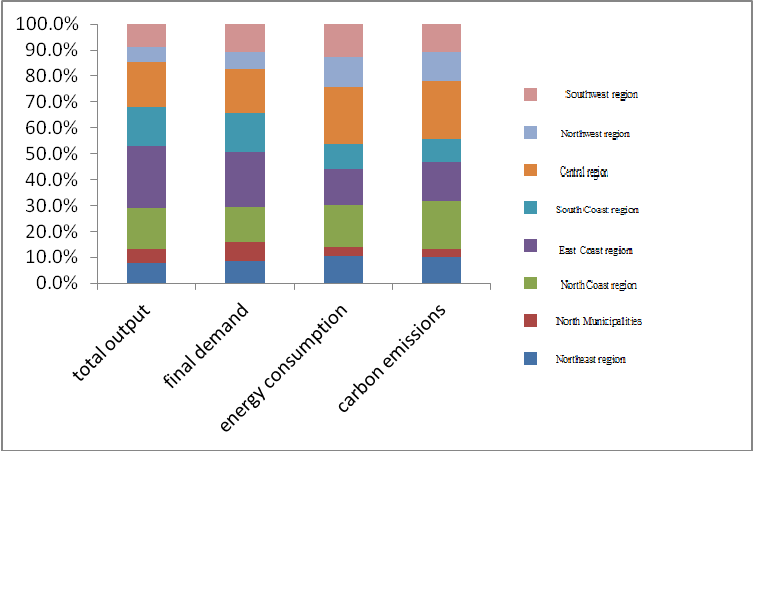 100.0%
90.0%
80.0%
70.0%
60.0%
50.0%
40.0%
30.0%
20.0%
10.0%
0.0%
total output
final demand
energy consumption
carbon emissions
Southwest region
Northwest region
Central region
South Coast region
East Coast region
North Coast region
North Municipalities
Northeast region